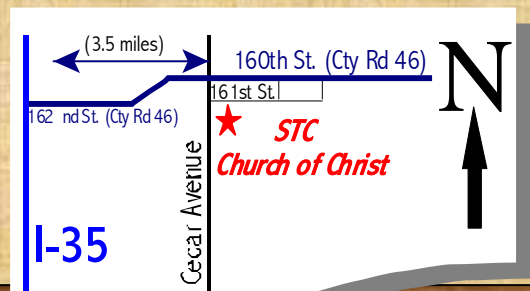 (3.5 miles)
160th St. (Cty Rd 46)
N
161st St.
162 nd St. (Cty Rd 46)
STC
Church of Christ
Cecar Avenue
I-35